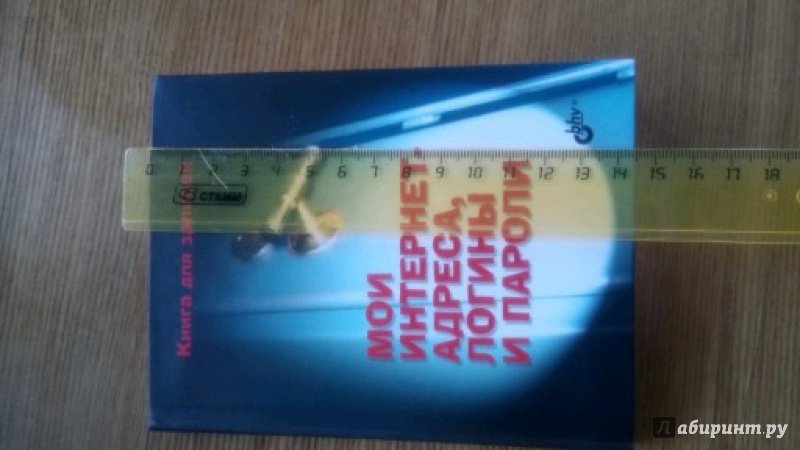 Книга для записей
МОИ
ИНТЕРНЕТ-
АДРЕСА,
ЛОГИНЫ
И ПАРОЛИ
bhv®
0 1 2 3 4 5 6 7 8 9 10 11 12 13 14 15 16 17 18
СТАММ
Лабиринт.ру